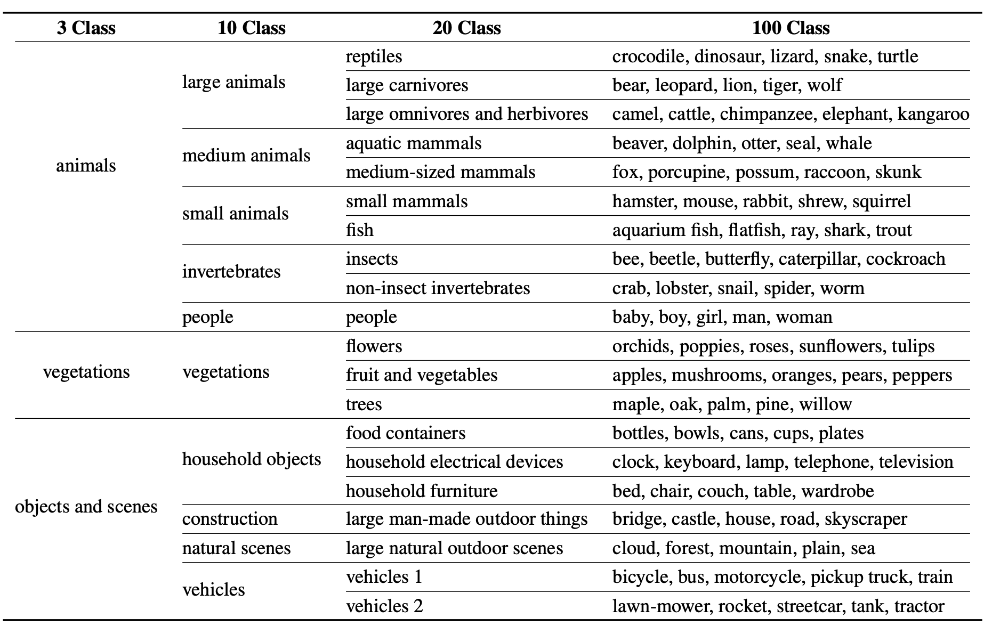 3 Class 10 Class 20 Class 100 Class
reptiles crocodile, dinosaur, lizard, snake, turtle
large animals large carnivores bear, leopard, lion, tiger, wolf
large omnivores and herbivores camel, cattle, chimpanzee, elephant, kangaroo
aquatic mammals beaver, dolphin, otter, seal, whale
medium animals
animals medium-sized mammals fox, porcupine, possum, raccoon, skunk
small mammals hamster, mouse, rabbit, shrew, squirrel
small animals
fish aquarium fish, flatfish, ray, shark, trout
insects bee, beetle, butterfly, caterpillar, cockroach
invertebrates
non-insect invertebrates crab, lobster, snail, spider, worm
people people baby, boy, girl, man, woman
flowers orchids, poppies, roses, sunflowers, tulips
vegetations vegetations fruit and vegetables apples, mushrooms, oranges, pears, peppers
trees maple, oak, palm, pine, willow
food containers bottles, bowls, cans, cups, plates
household objects household electrical devices clock, keyboard, lamp, telephone, television
household furniture bed, chair, couch, table, wardrobe
objects and scenes
construction large man-made outdoor things bridge, castle, house, road, skyscraper
natural scenes large natural outdoor scenes cloud, forest, mountain, plain, sea
vehicles 1 bicycle, bus, motorcycle, pickup truck, train
vehicles
vehicles 2 lawn-mower, rocket, streetcar, tank, tractor